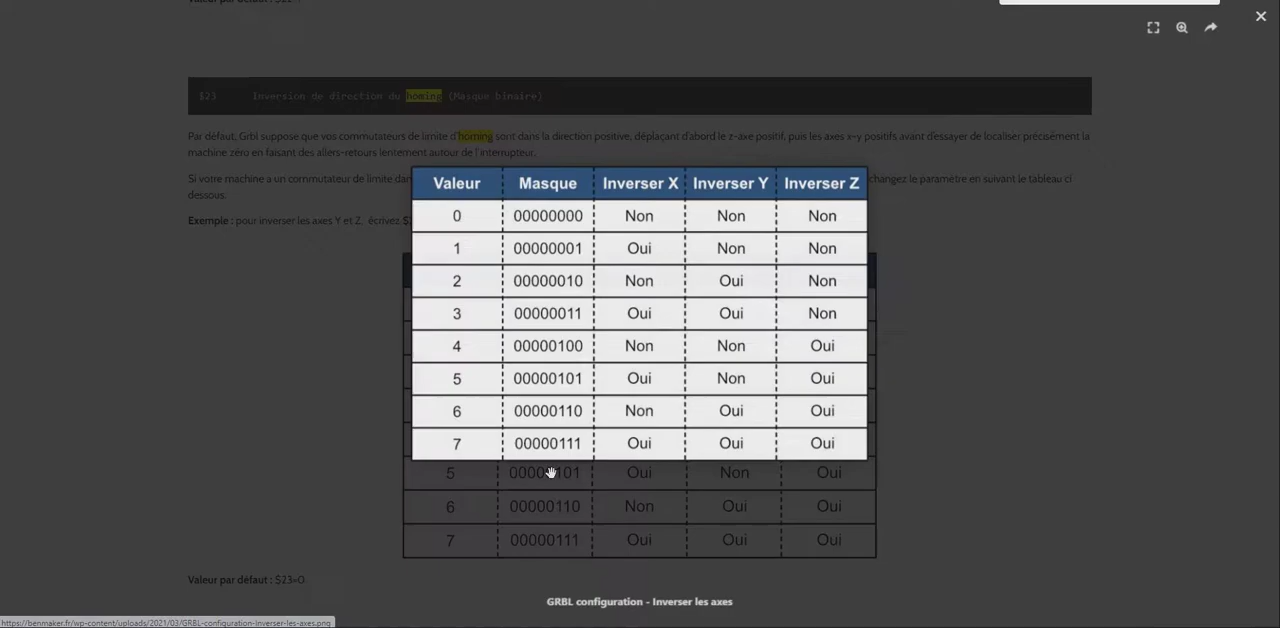 $23 Inversion de direction du homing (Masque binaire)
Par défaut, Grbl suppose que vos commutateurs de limite d'homing sont dans la direction positive, déplaçant d'abord le z-axe positif, puis les axes x-y positifs avant d'essayer de localiser précisément la
machine zéro en faisant des allers-retours lentement autour de l'interrupteur.
Si votre machine a un commutateur de limite dan changez le paramètre en suivant le tableau ci
dessous.
Exemple : pour inverser les axes Y et Z, écrivez $
Valeur Masque Inverser X Inverser Y Inverser Z
0 00000000 Non Non Non
1 00000001 Oui Non Non
2 00000010 Non Oui Non
3 00000011 Oui Oui Non
4 00000100 Non Non Oui
5 00000101 Oui Non Oui
6 00000110 Non Oui Oui
7 00000111 Oui Oui Oui
5 00000101 Oui Non Oui
6 00000110 Non Oui Oui
7 00000111 Oui Oui Oui
Valeur par défaut : $23=0
GRBL configuration - Inverser les axes
https://benmaker.fr/wp-content/uploads/2021/03/GRBL-configuration-Inverser-les-axes.png